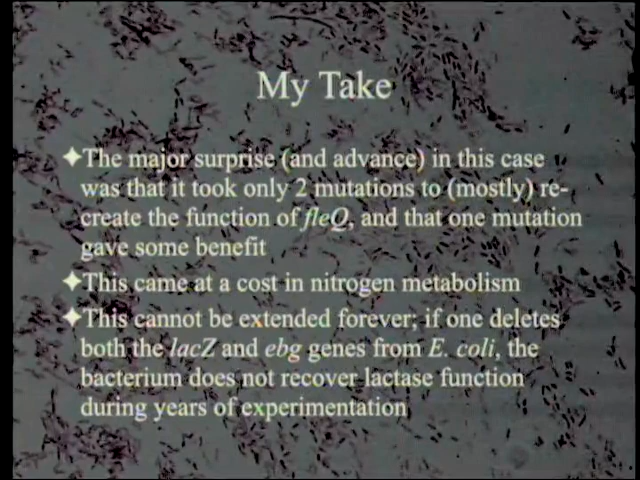 My Take
✦The major surprise (and advance) in this case
was that it took only 2 mutations to (mostly) re-
create the function of fleQ, and that one mutation
gave some benefit
✦This came at a cost in nitrogen metabolism
✦This cannot be extended forever; if one deletes
both the lacZ and ebg genes from E. coli, the
bacterium does not recover lactase function
during years of experimentation